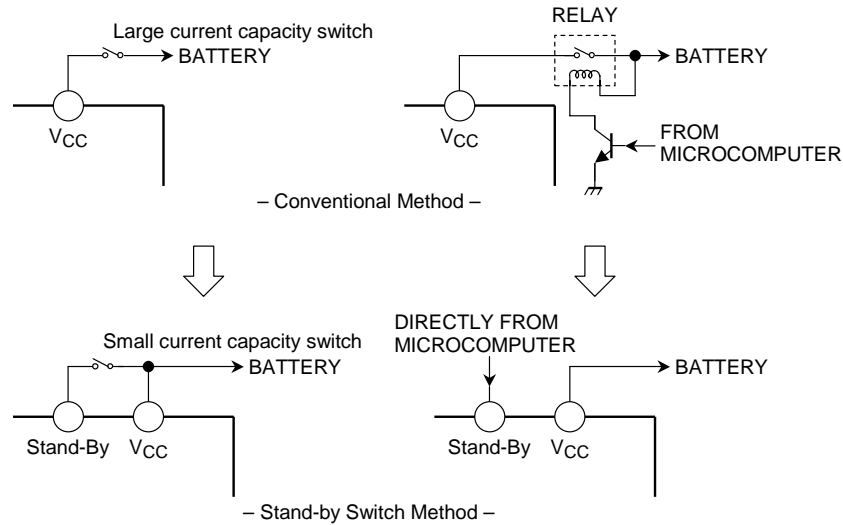 Large current capacity switch
BATTERY
VCC
RELAY
BATTERY
VCC
FROM
MICROCOMPUTER
– Conventional Method –
Small current capacity switch
BATTERY
Stand-By
VCC
DIRECTLY FROM
MICROCOMPUTER
BATTERY
Stand-By
VCC
– Stand-by Switch Method –